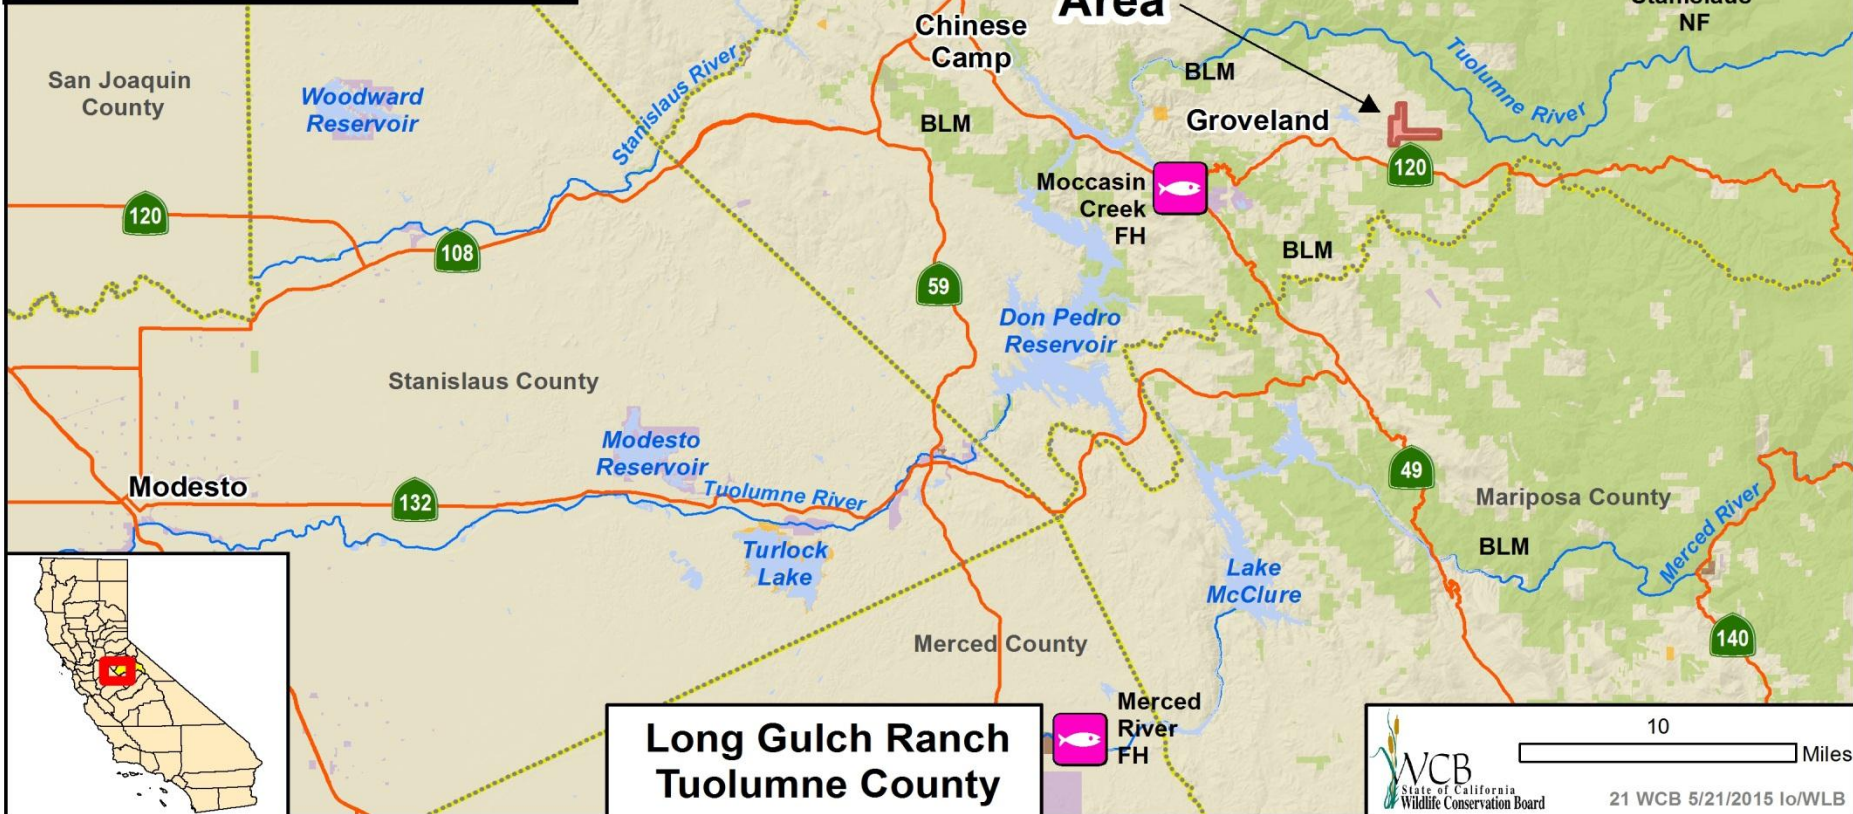 Area
Stanislaus
NF
Chinese
Camp
San Joaquin
County
Woodward
Reservoir
Stanislaus River
BLM
Tuolumne River
BLM
Groveland
120
Moccasin
Creek
FH
120
108
BLM
59
Don Pedro
Reservoir
Stanislaus County
Modesto
Reservoir
Modesto
132
Tuolumne River
49
Mariposa County
Merced River
Turlock
Lake
BLM
Lake
McClure
Merced County
140
Merced
River
FH
Long Gulch Ranch
Tuolumne County
WCB
State of California
Wildlife Conservation Board
10
Miles
21 WCB 5/21/2015 lo/WLB